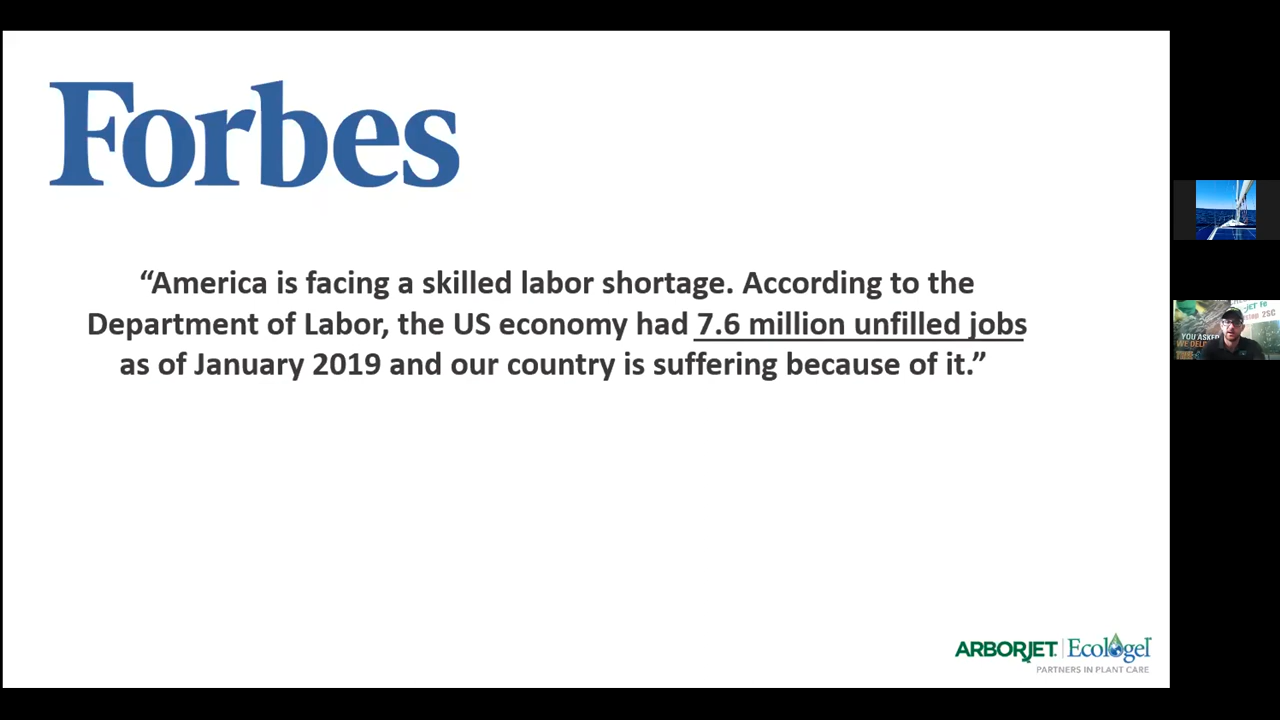 Forbes
“America is facing a skilled labor shortage. According to the
Department of Labor, the US economy had 7.6 million unfilled jobs
as of January 2019 and our country is suffering because of it.”
ARBORJET Ecologel
PARTNERS IN PLANT CARE
YOU ASKED